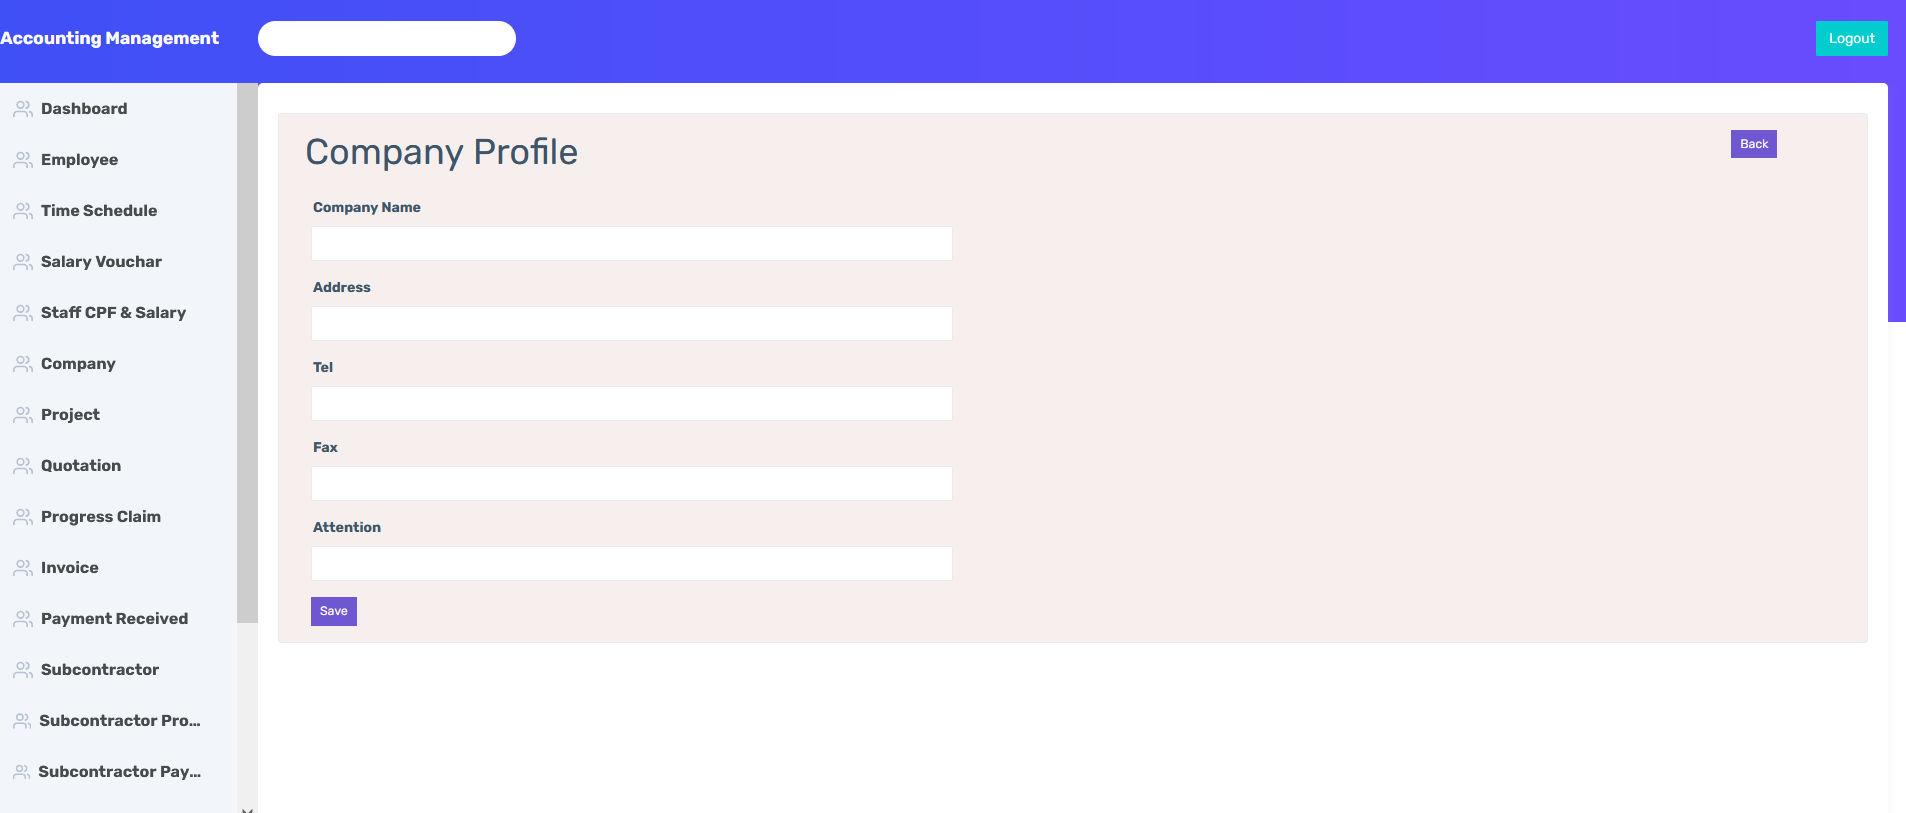 Accounting Management
Logout
Dashboard
Employee
Time Schedule
Salary Vouchar
Staff CPF & Salary
Company
Project
Quotation
Progress Claim
Invoice
Payment Received
Subcontractor
Subcontractor Pro...
Subcontractor Pay...
Company Profile
Back
Company Name
Address
Tel
Fax
Attention
Save